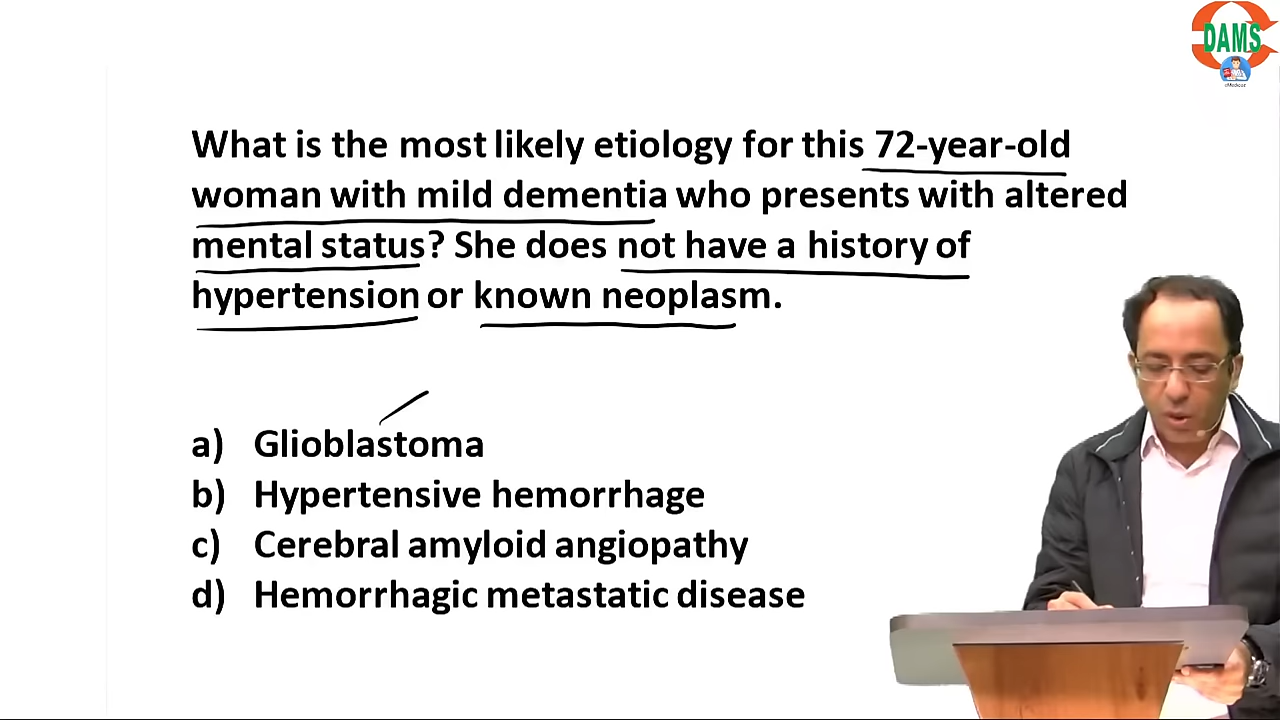 DAMS
eMedicoz
What is the most likely etiology for this 72-year-old
woman with mild dementia who presents with altered
mental status? She does not have a history of
hypertension or known neoplasm.
a) Glioblastoma
b) Hypertensive hemorrhage
c) Cerebral amyloid angiopathy
d) Hemorrhagic metastatic disease